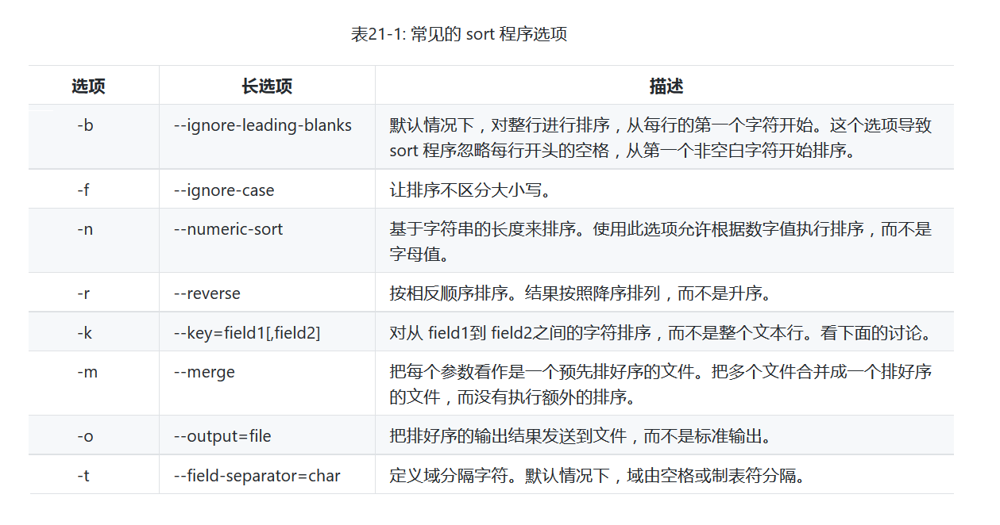 表21-1: 常见的 sort 程序选项
选项 长选项 描述
-b --ignore-leading-blanks 默认情况下，对整行进行排序，从每行的第一个字符开始。这个选项导致
sort 程序忽略每行开头的空格，从第一个非空白字符开始排序。
-f --ignore-case 让排序不区分大小写。
-n --numeric-sort 基于字符串的长度来排序。使用此选项允许根据数字值执行排序，而不是
字母值。
-r --reverse 按相反顺序排序。结果按照降序排列，而不是升序。
-k --key=field1[,field2] 对从 field1到 field2之间的字符排序，而不是整个文本行。看下面的讨论。
-m --merge 把每个参数看作是一个预先排好序的文件。把多个文件合并成一个排好序
的文件，而没有执行额外的排序。
-o --output=file 把排好序的输出结果发送到文件，而不是标准输出。
-t --field-separator=char 定义域分隔字符。默认情况下，域由空格或制表符分隔。